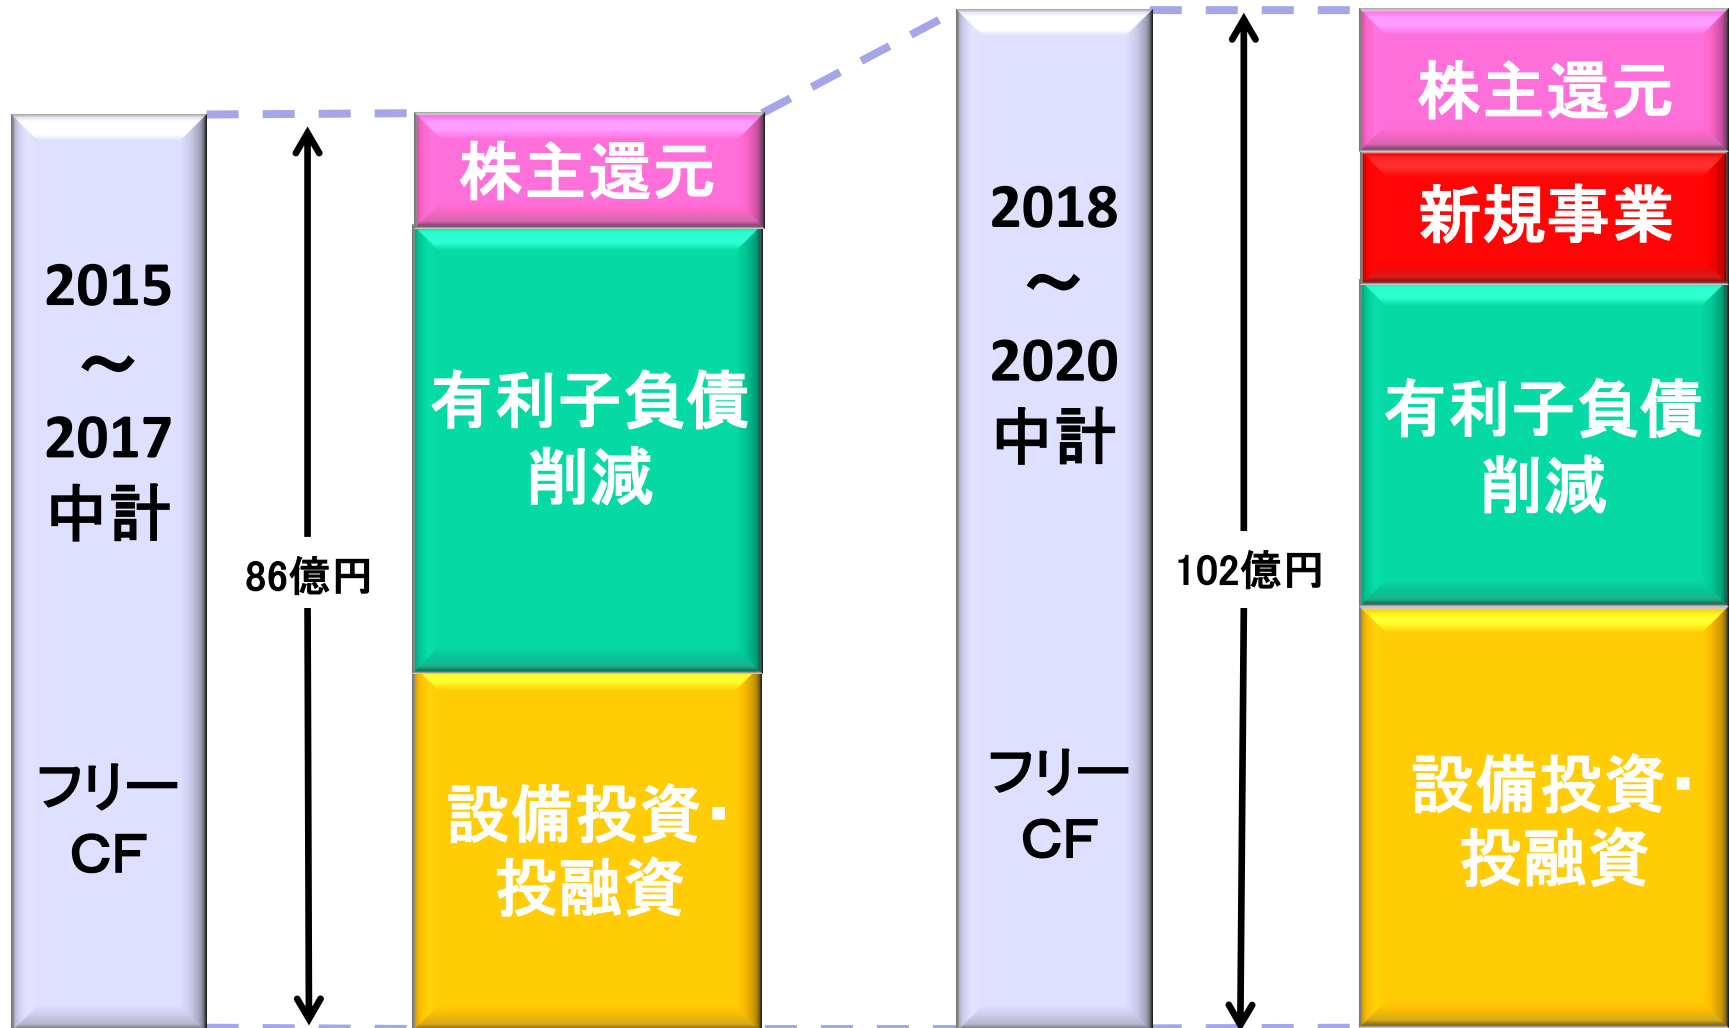 2015
～
2017
中計
フリー
CF
86億円
株主還元
有利子負債
削減
設備投資・
投融資
2018
～
2020
中計
フリー
CF
102億円
株主還元
新規事業
有利子負債
削減
設備投資・
投融資